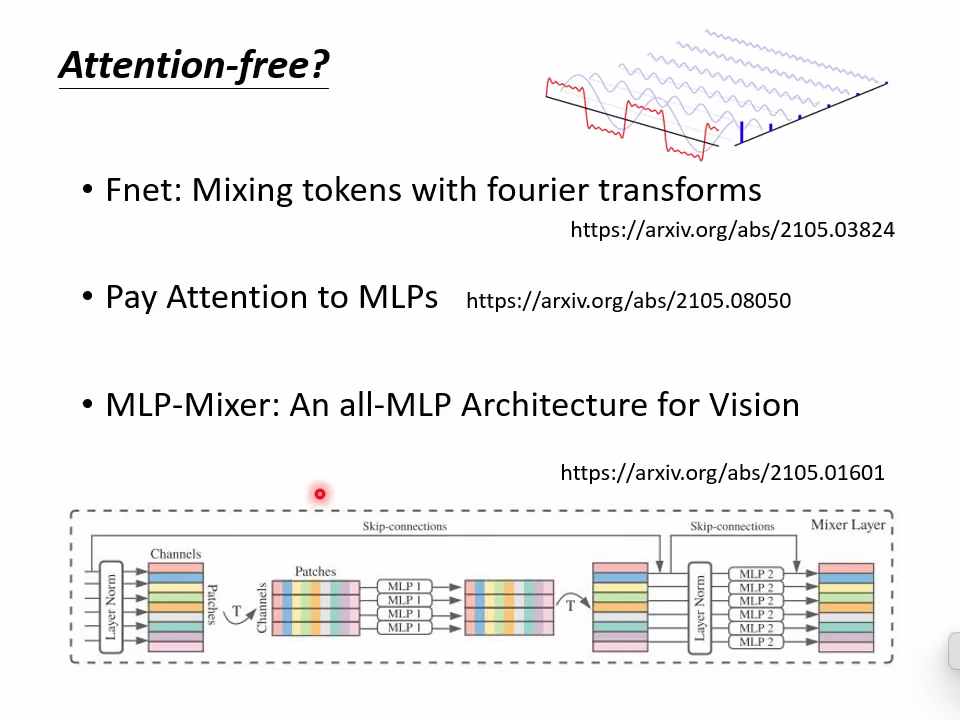 Attention-free?
• Fnet: Mixing tokens with fourier transforms
https://arxiv.org/abs/2105.03824
• Pay Attention to MLPs https://arxiv.org/abs/2105.08050
• MLP-Mixer: An all-MLP Architecture for Vision
https://arxiv.org/abs/2105.01601
Skip-connections
Skip-connections
Mixer Layer
Layer Norm
Channels
Patches
T
Channels
Patches
MLP 1
MLP 1
MLP 1
MLP 1
T
Layer Norm
MLP 2
MLP 2
MLP 2
MLP 2
MLP 2
MLP 2